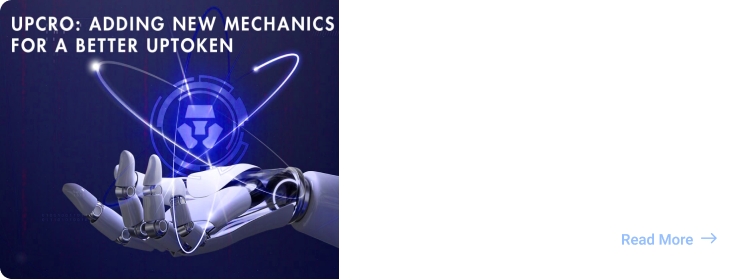 UPCRO: ADDING NEW MECHANICS
FOR A BETTER UPTOKEN
Read More →